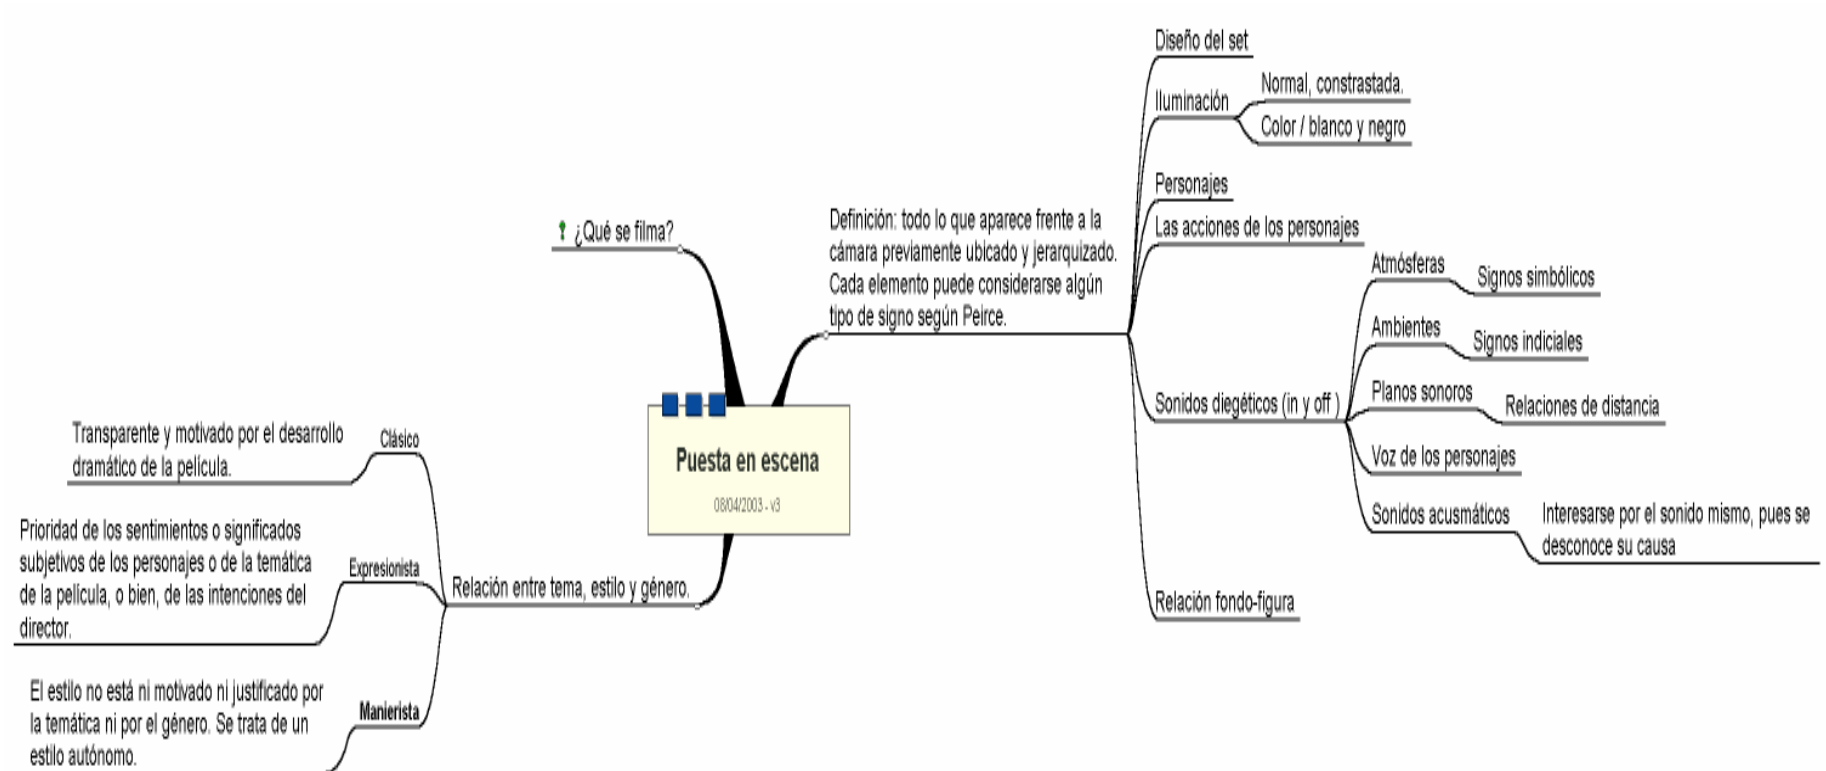 Diseño del set
Iluminación
Normal, constrastada.
Color / blanco y negro
Personajes
Las acciones de los personajes
¿Qué se filma?
Definición: todo lo que aparece frente a la
cámara previamente ubicado y jerarquizado.
Cada elemento puede considerarse algún
tipo de signo según Peirce.
Atmósferas
Signos simbólicos
Ambientes
Signos indiciales
Planos sonoros
Relaciones de distancia
Sonidos diegéticos (in y off )
Voz de los personajes
Sonidos acusmáticos
Interesarse por el sonido mismo, pues se
desconoce su causa
Relación fondo-figura
Puesta en escena
08/04/2003 - v3
Relación entre tema, estilo y género.
Clásico
Transparente y motivado por el desarrollo
dramático de la película.
Expresionista
Prioridad de los sentimientos o significados
subjetivos de los personajes o de la temática
de la película, o bien, de las intenciones del
director.
Manierista
El estilo no está ni motivado ni justificado por
la temática ni por el género. Se trata de un
estilo autónomo.